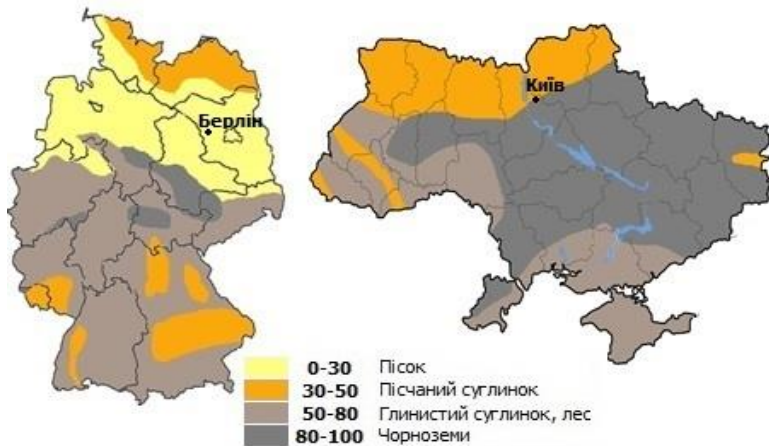 Берлін
Київ
0-30 Пісок
30-50 Пісчаний суглинок
50-80 Глинистий суглинок, лес
80-100 Чорноземи